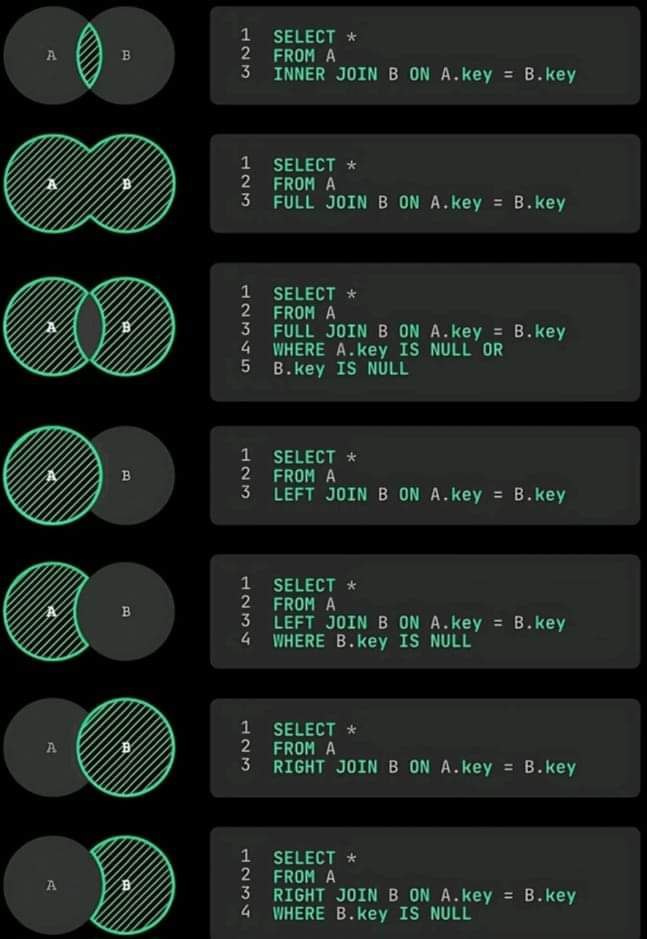 A B
1 SELECT *
2 FROM A
3 INNER JOIN B ON A.key = B.key
A B
1 SELECT *
2 FROM A
3 FULL JOIN B ON A.key = B.key
A B
1 SELECT *
2 FROM A
3 FULL JOIN B ON A.key = B.key
4 WHERE A.key IS NULL OR
5 B.key IS NULL
A B
1 SELECT *
2 FROM A
3 LEFT JOIN B ON A.key = B.key
A B
1 SELECT *
2 FROM A
3 LEFT JOIN B ON A.key = B.key
4 WHERE B.key IS NULL
A B
1 SELECT *
2 FROM A
3 RIGHT JOIN B ON A.key = B.key
A B
1 SELECT *
2 FROM A
3 RIGHT JOIN B ON A.key = B.key
4 WHERE B.key IS NULL